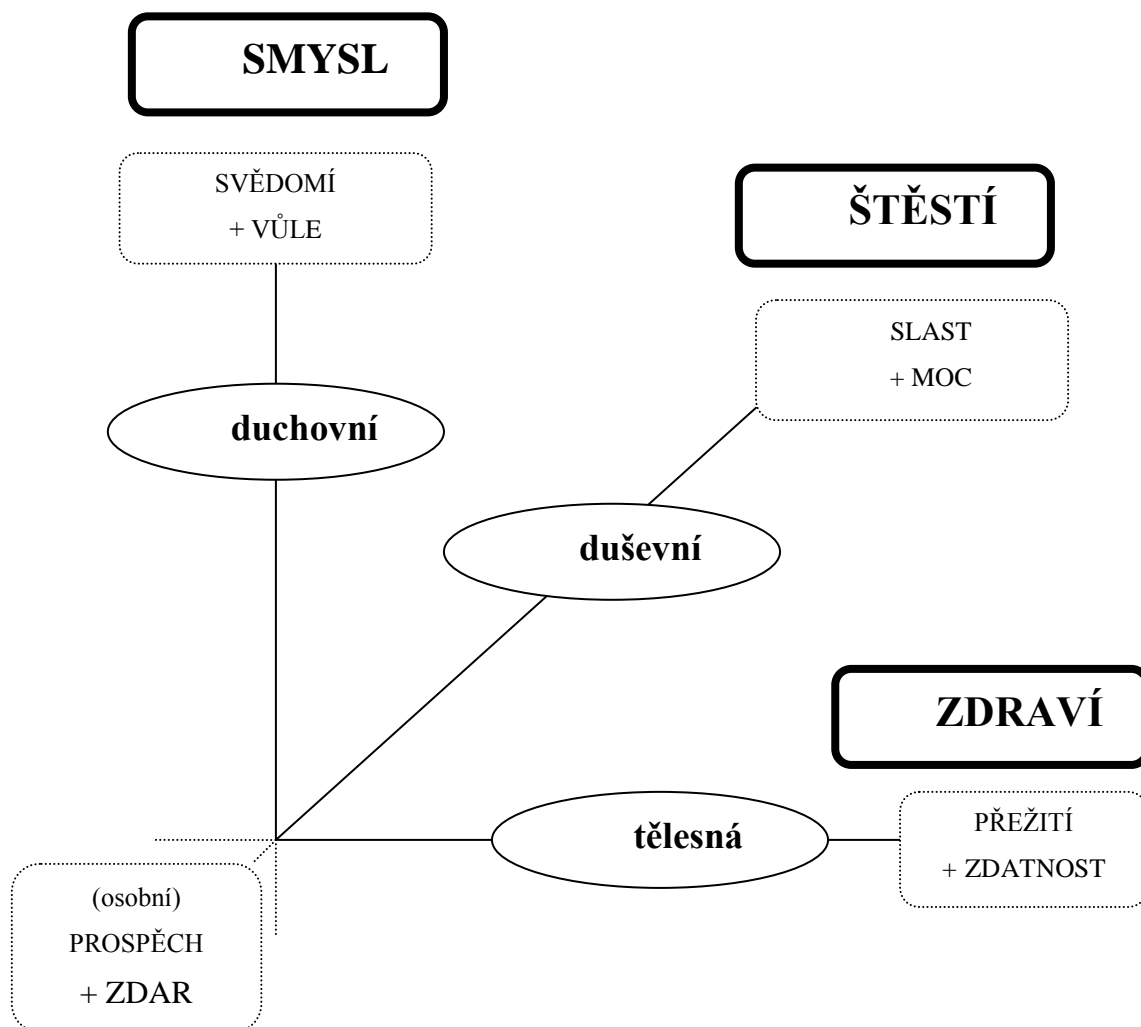 SMYSL
SVĚDOMÍ
+ VŮLE
ŠTĚSTÍ
SLAST
+ MOC
duchovní
duševní
ZDRAVÍ
PŘEŽITÍ
+ ZDATNOST
tělesná
(osobní)
PROSPĚCH
+ ZDAR